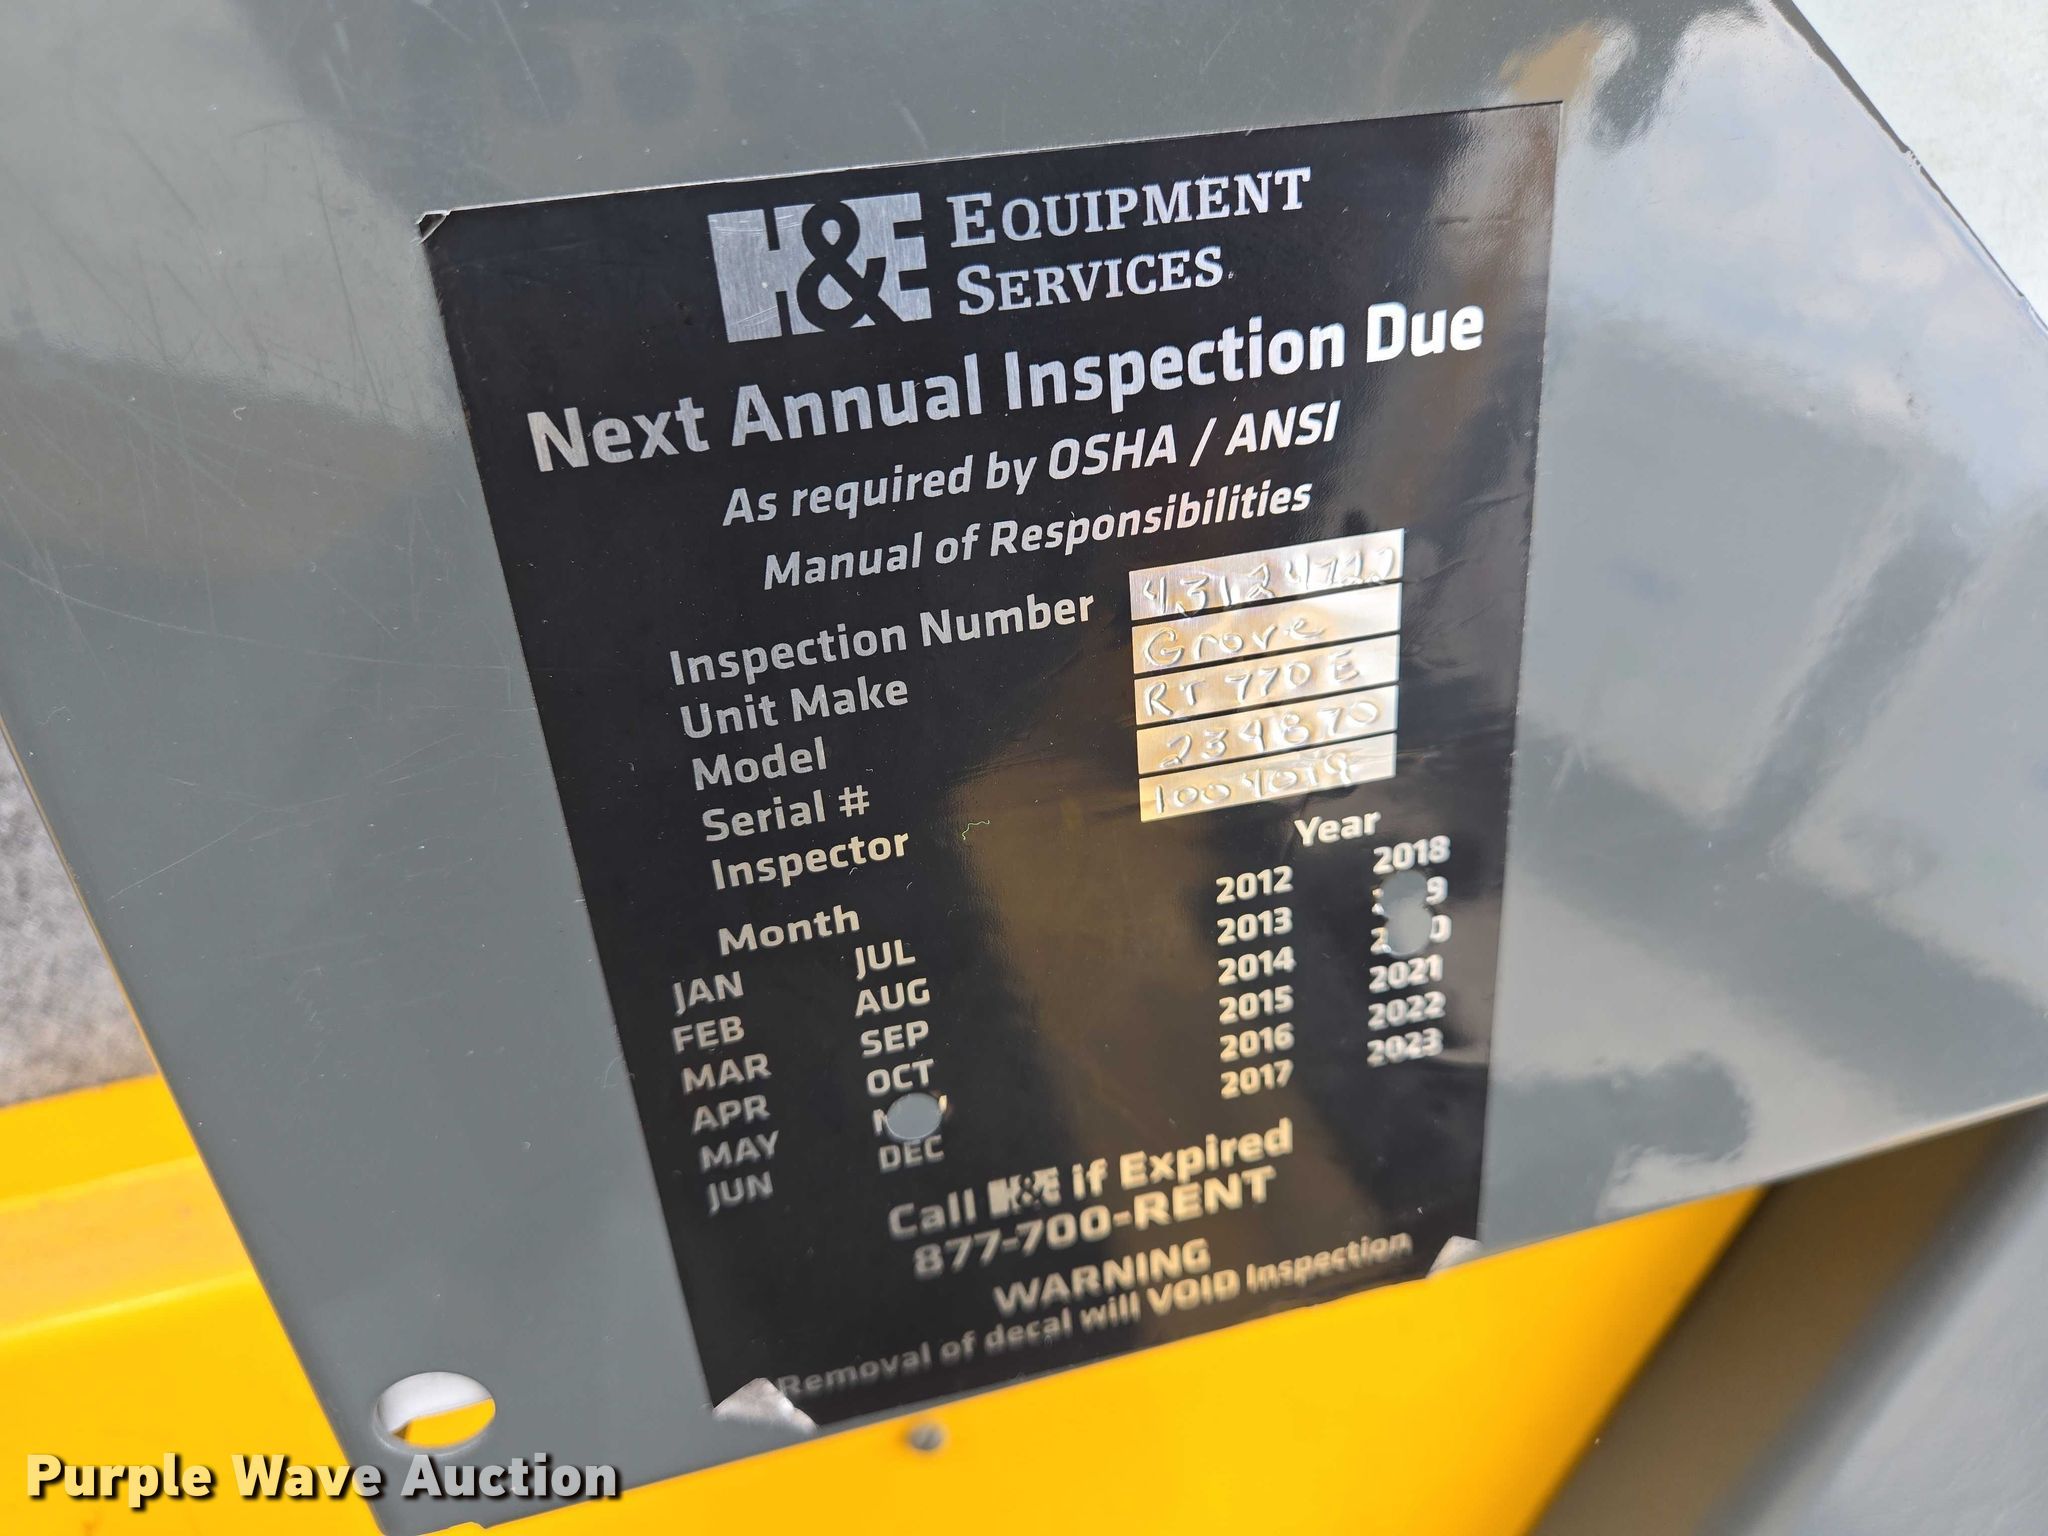 H&E EQUIPMENT
SERVICES
Next Annual Inspection Due
As required by OSHA / ANSI
Manual of Responsibilities
Inspection Number
Unit Make Grove
Model RT 770 E
Serial # 234870
Inspector 1004019
Month
JAN JUL
FEB AUG
MAR SEP
APR OCT
MAY
JUN DEC
Year
2012 2018
2013
2014
2015 2021
2016 2022
2017 2023
Call H&E if Expired
877-700-RENT
WARNING
Removal of decal will VOID Inspection
Purple Wave Auction